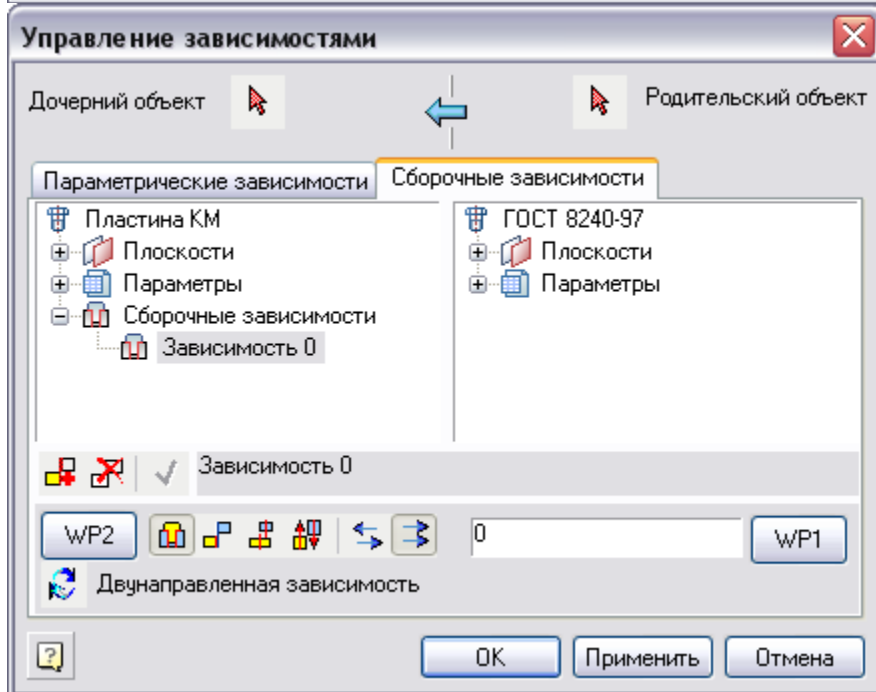 Управление зависимостями
Дочерний объект Родительский объект
Параметрические зависимости Сборочные зависимости
Пластина КМ
Плоскости
Параметры
Сборочные зависимости
Зависимость 0
ГОСТ 8240-97
Плоскости
Параметры
Зависимость 0
WP2 0 WP1
Двунаправленная зависимость
? OK Применить Отмена